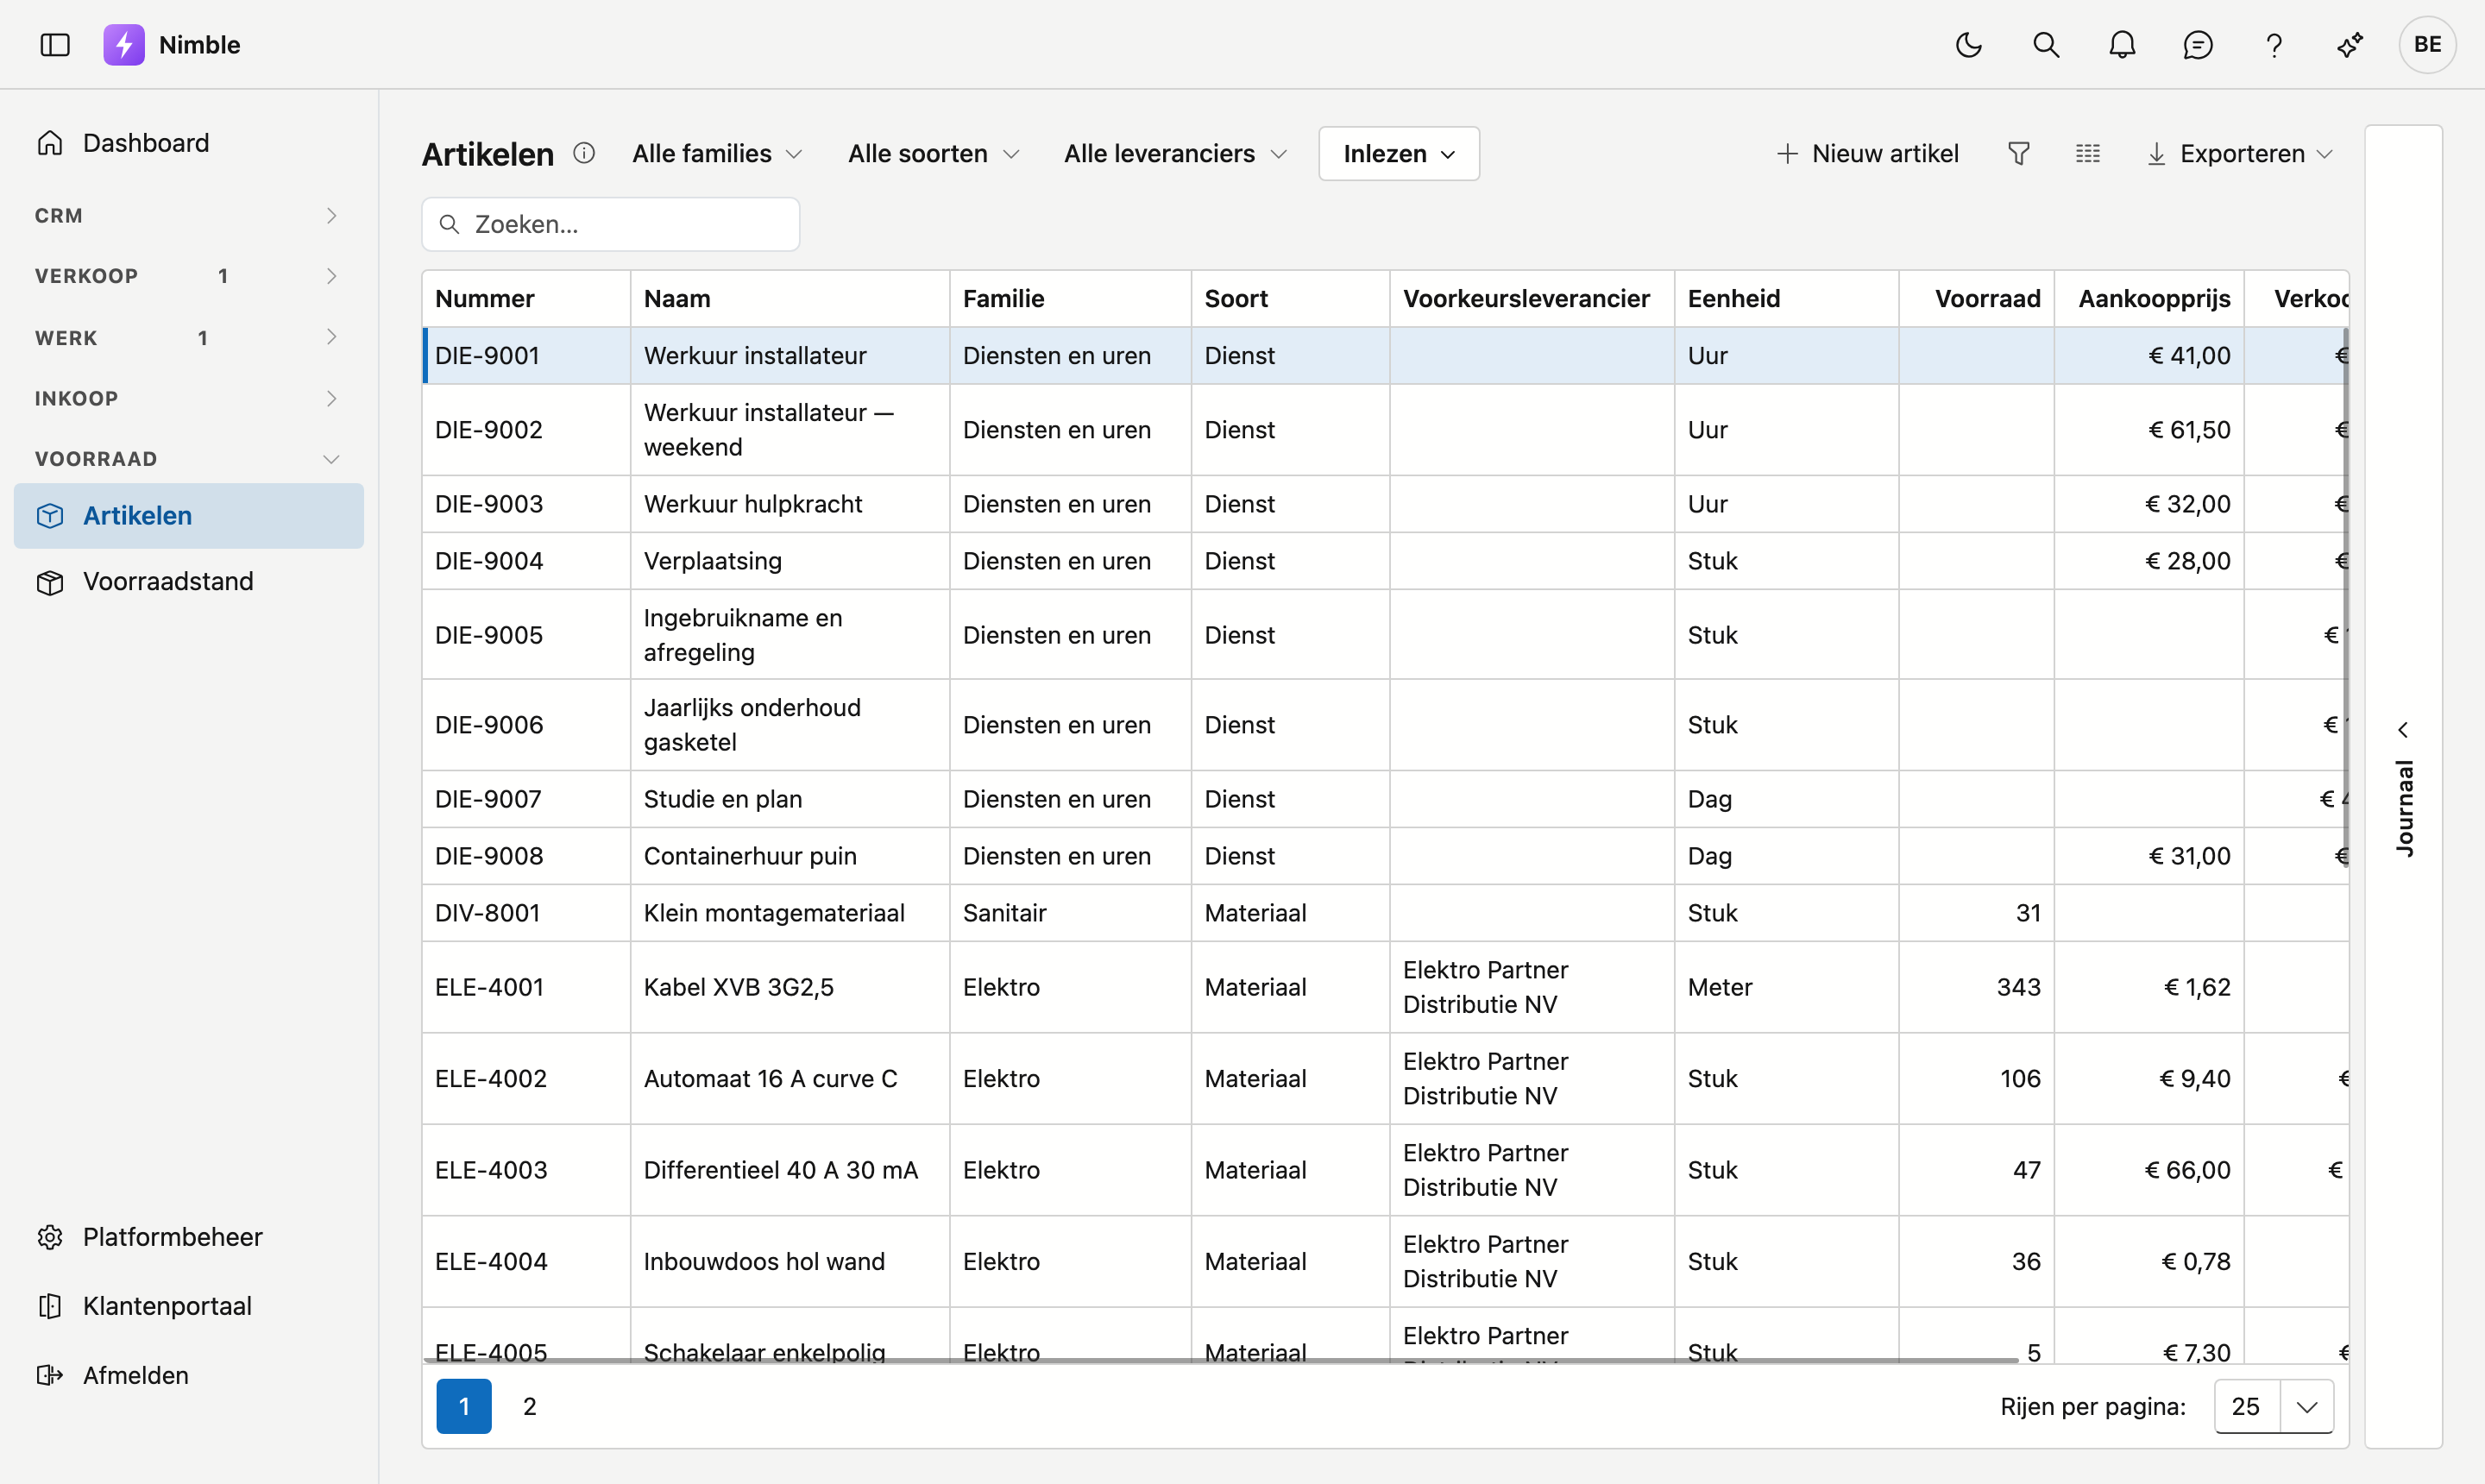 Nimble
BE
Dashboard
CRM
VERKOOP 1
WERK 1
INKOOP
VOORRAAD
Artikelen
Voorraadstand
Platformbeheer
Klantenportaal
Afmelden
Artikelen Alle families Alle soorten Alle leveranciers Inlezen Nieuw artikel Exporteren
Zoeken...
Nummer Naam Familie Soort Voorkeursleverancier Eenheid Voorraad Aankoopprijs
DIE-9001 Werkuur installateur Diensten en uren Dienst Uur € 41,00 €
DIE-9002 Werkuur installateur — weekend Diensten en uren Dienst Uur € 61,50 €
DIE-9003 Werkuur hulpkracht Diensten en uren Dienst Uur € 32,00 €
DIE-9004 Verplaatsing Diensten en uren Dienst Stuk € 28,00 €
DIE-9005 Ingebruikname en afregeling Diensten en uren Dienst Stuk €
DIE-9006 Jaarlijks onderhoud gasketel Diensten en uren Dienst Stuk €
DIE-9007 Studie en plan Diensten en uren Dienst Dag €
DIE-9008 Containerhuur puin Diensten en uren Dienst Dag € 31,00 €
DIV-8001 Klein montagemateriaal Sanitair Materiaal Stuk 31
ELE-4001 Kabel XVB 3G2,5 Elektro Materiaal Elektro Partner Distributie NV Meter 343 € 1,62
ELE-4002 Automaat 16 A curve C Elektro Materiaal Elektro Partner Distributie NV Stuk 106 € 9,40 €
ELE-4003 Differentieel 40 A 30 mA Elektro Materiaal Elektro Partner Distributie NV Stuk 47 € 66,00 €
ELE-4004 Inbouwdoos hol wand Elektro Materiaal Elektro Partner Distributie NV Stuk 36 € 0,78
ELE-4005 Schakelaar enkelpolig Elektro Materiaal Elektro Partner Stuk 5 € 7,30 €
1 2
Rijen per pagina: 25
Journaal